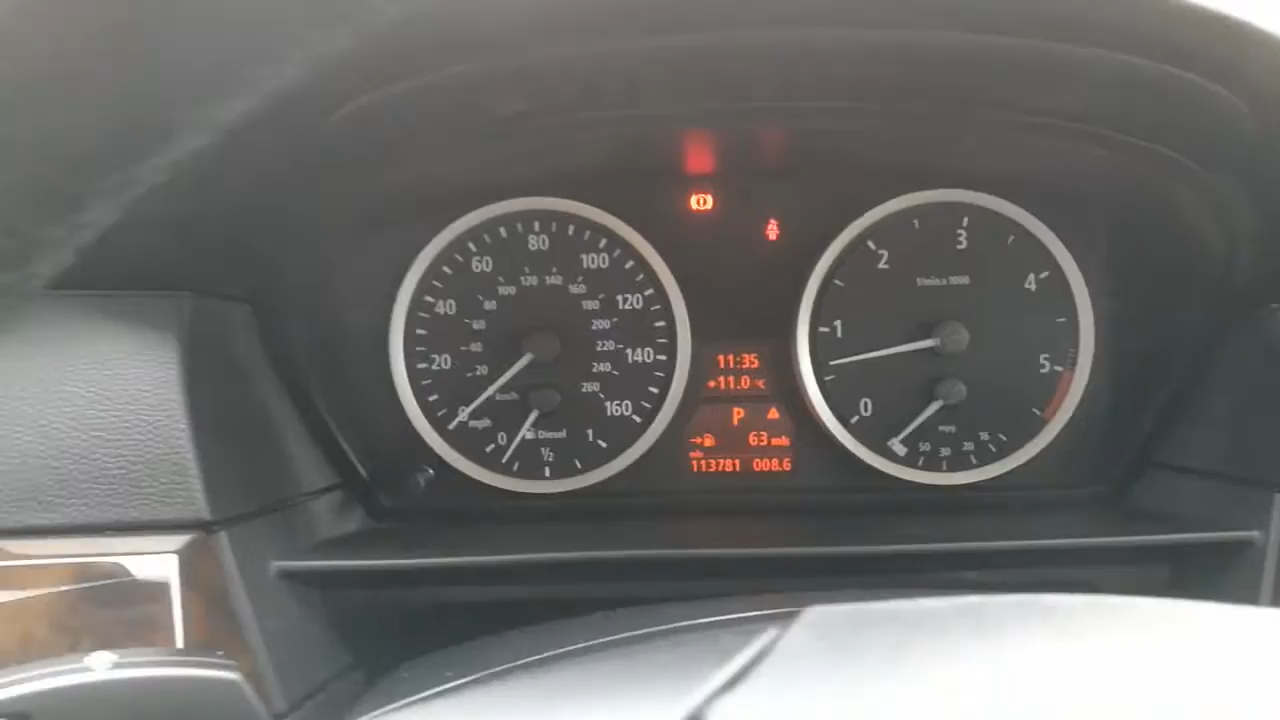 80
60 100
40 120
20 140
0 160
100 120 140 160
80 180
60 200
40 220
20 240
260
km/h
mph
Diesel
0 1/2 1
11:35
+11.0 °C
P
63 mls
mls
113781 008.6
3
2 4
1 5
0
1/min x 1000
mpg
50 30 20 15